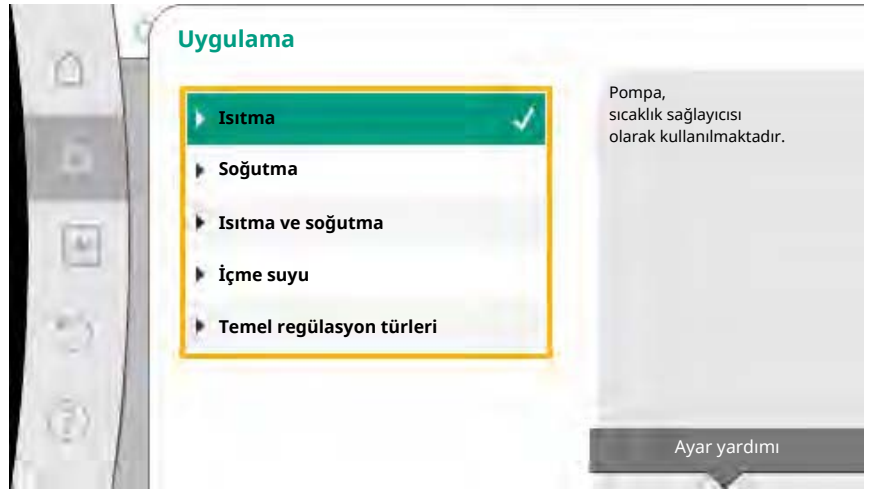 Uygulama
Isıtma
Soğutma
Isıtma ve soğutma
İçme suyu
Temel regülasyon türleri
Pompa,
sıcaklık sağlayıcısı
olarak kullanılmaktadır.
Ayar yardımı